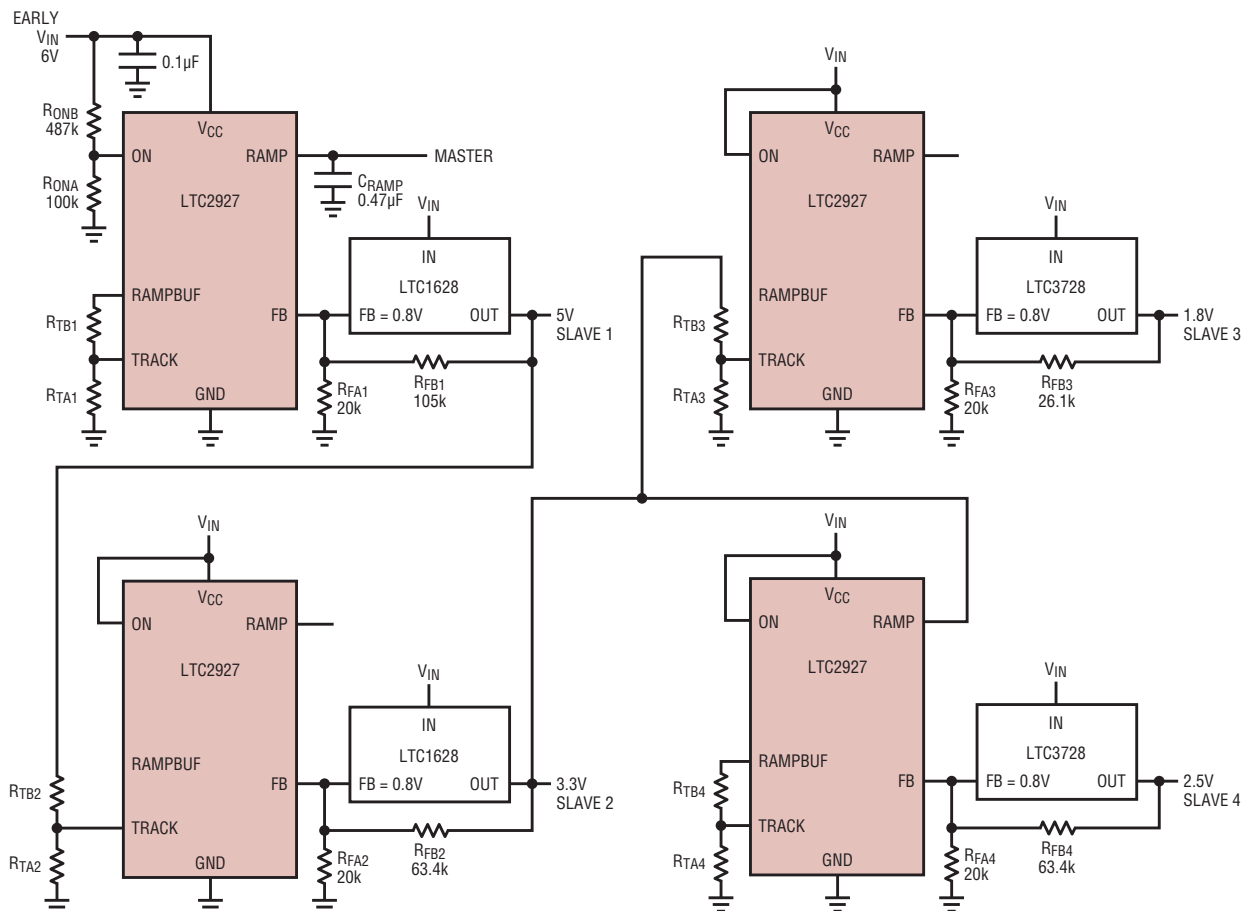 EARLY
VIN
6V
0.1µF
RONB
487k
RONA
100k
VCC
ON
RAMP
MASTER
CRAMP
0.47µF
LTC2927
VIN
IN
LTC1628
RAMPBUF
FB
FB = 0.8V
OUT
5V
SLAVE 1
RTB1
TRACK
RTA1
GND
RFA1
20k
RFB1
105k
VIN
VCC
ON
RAMP
LTC2927
VIN
IN
LTC3728
RAMPBUF
FB
FB = 0.8V
OUT
1.8V
SLAVE 3
RTB3
TRACK
RTA3
GND
RFA3
20k
RFB3
26.1k
VIN
VCC
ON
RAMP
LTC2927
VIN
IN
LTC1628
RAMPBUF
FB
FB = 0.8V
OUT
3.3V
SLAVE 2
RTB2
TRACK
RTA2
GND
RFA2
20k
RFB2
63.4k
VIN
VCC
ON
RAMP
LTC2927
VIN
IN
LTC3728
RAMPBUF
FB
FB = 0.8V
OUT
2.5V
SLAVE 4
RTB4
TRACK
RTA4
GND
RFA4
20k
RFB4
63.4k